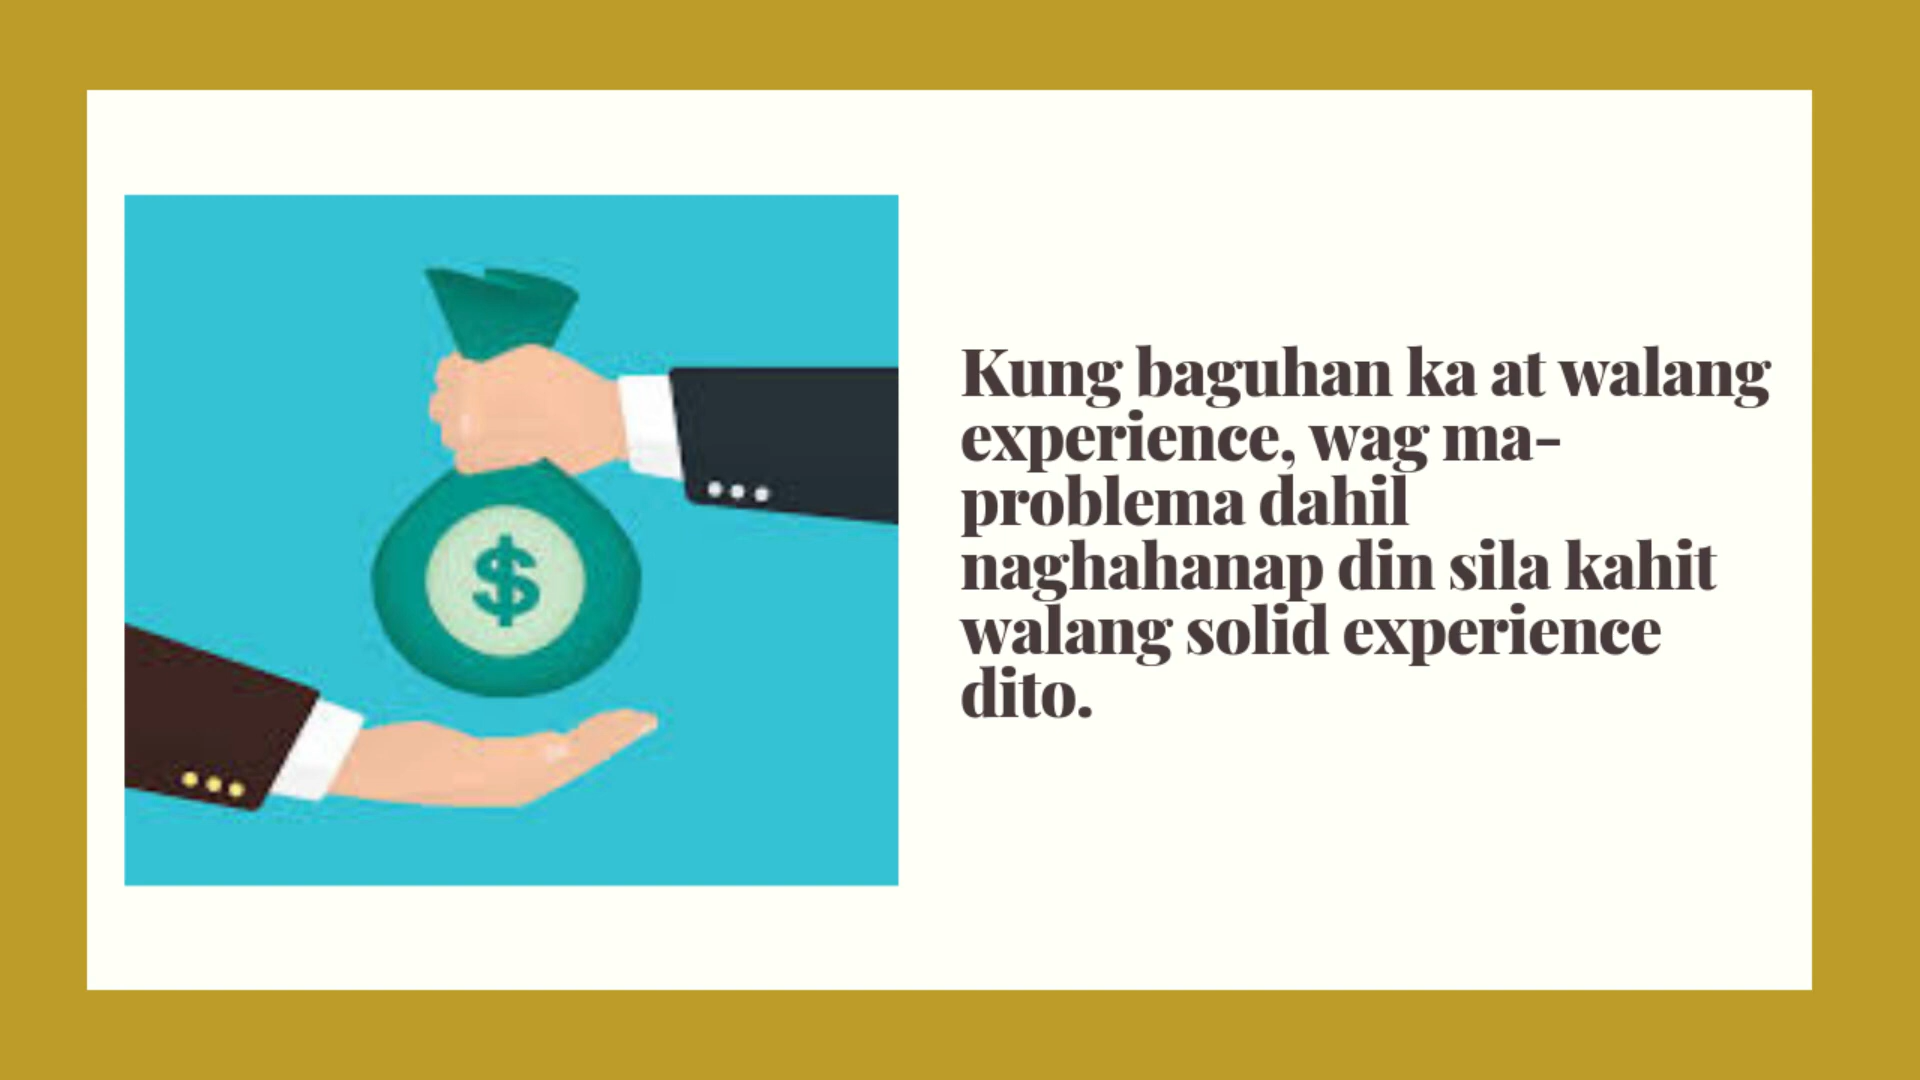 Kung baguhan ka at walang
experience, wag ma-
problema dahil
naghahanap din sila kahit
walang solid experience
dito.
$